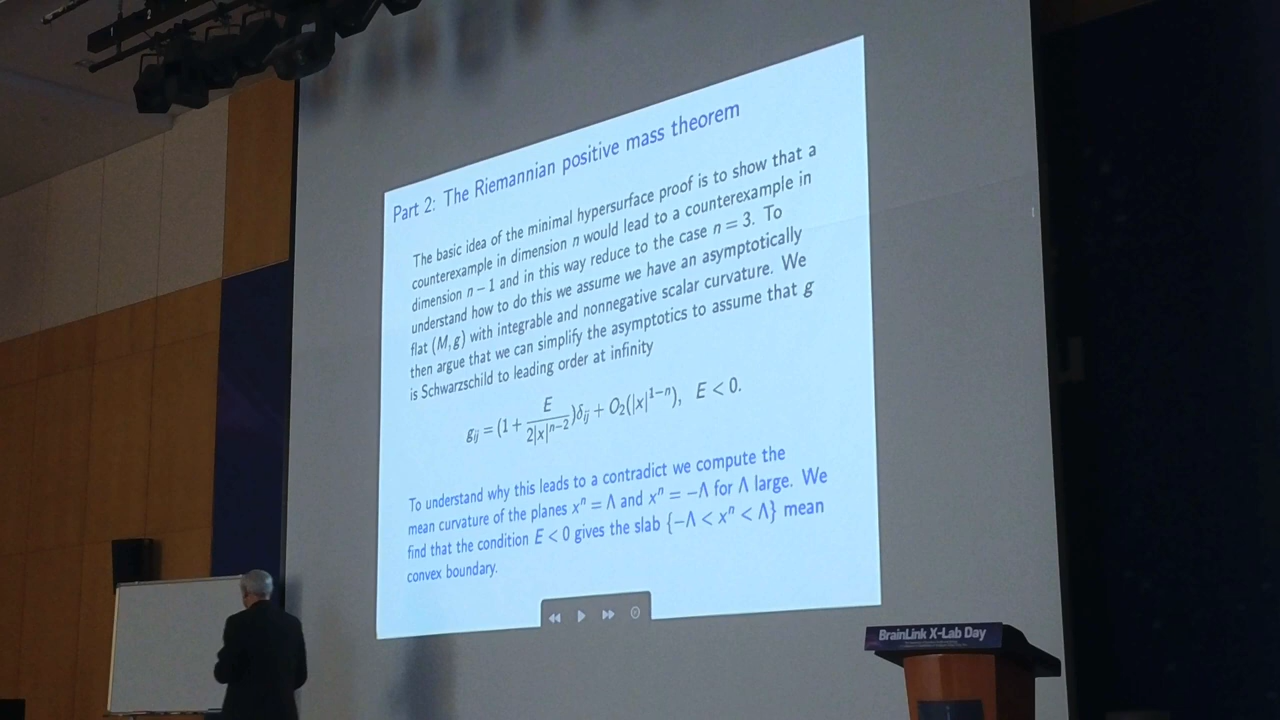 Part 2: The Riemannian positive mass theorem
The basic idea of the minimal hypersurface proof is to show that a
counterexample in dimension n would lead to a counterexample in
dimension n − 1 and in this way reduce to the case n = 3. To
understand how to do this we assume we have an asymptotically
flat (M, g) with integrable and nonnegative scalar curvature. We
then argue that we can simplify the asymptotics to assume that g
is Schwarzschild to leading order at infinity
gᵢⱼ = (1 + E/(2|x|ⁿ⁻²))δᵢⱼ + O₂(|x|¹⁻ⁿ), E < 0.
To understand why this leads to a contradict we compute the
mean curvature of the planes xⁿ = Λ and xⁿ = −Λ for Λ large. We
find that the condition E < 0 gives the slab {−Λ < xⁿ < Λ} mean
convex boundary.
BrainLink X-Lab Day